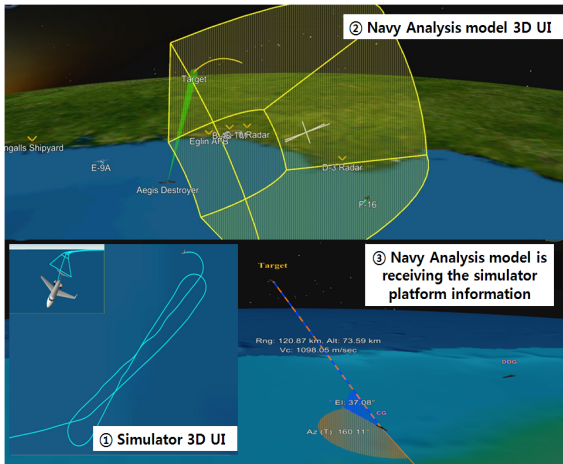 ② Navy Analysis model 3D UI
Target
Eglin AFB
Radar
ngalls Shipyard
E-9A
D-3 Radar
Aegis Destroyer
F-16
③ Navy Analysis model is
receiving the simulator
platform information
Target
Rng: 120.87 km, Alt: 73.59 km
Vc: 1098.05 m/sec
DDG
El: 37.08°
CG
Az (T): 160.11°
① Simulator 3D UI